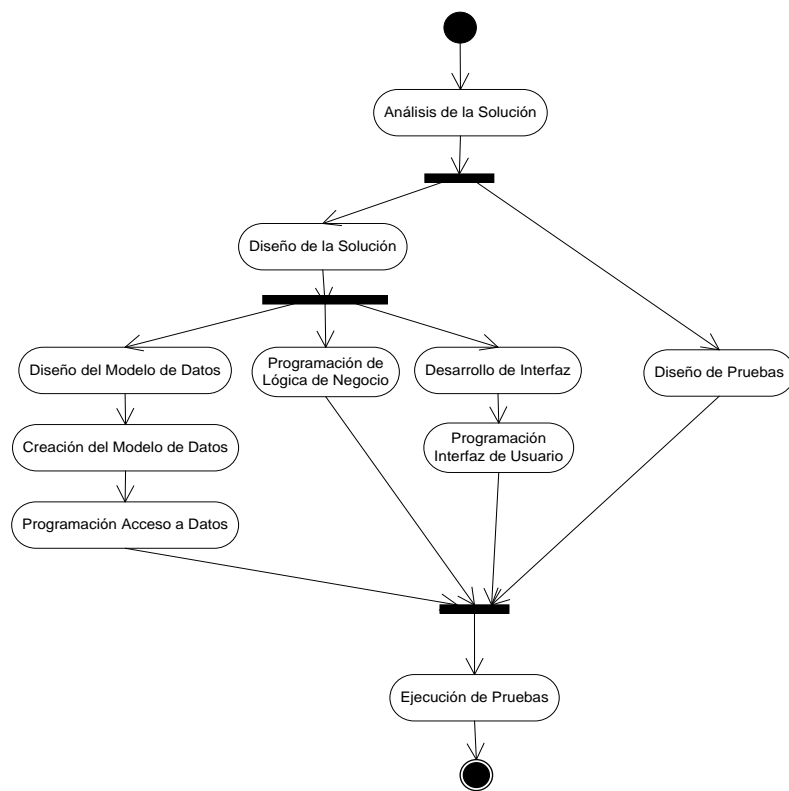 Análisis de la Solución
Diseño de la Solución
Diseño del Modelo de Datos
Programación de
Lógica de Negocio
Desarrollo de Interfaz
Diseño de Pruebas
Creación del Modelo de Datos
Programación
Interfaz de Usuario
Programación Acceso a Datos
Ejecución de Pruebas